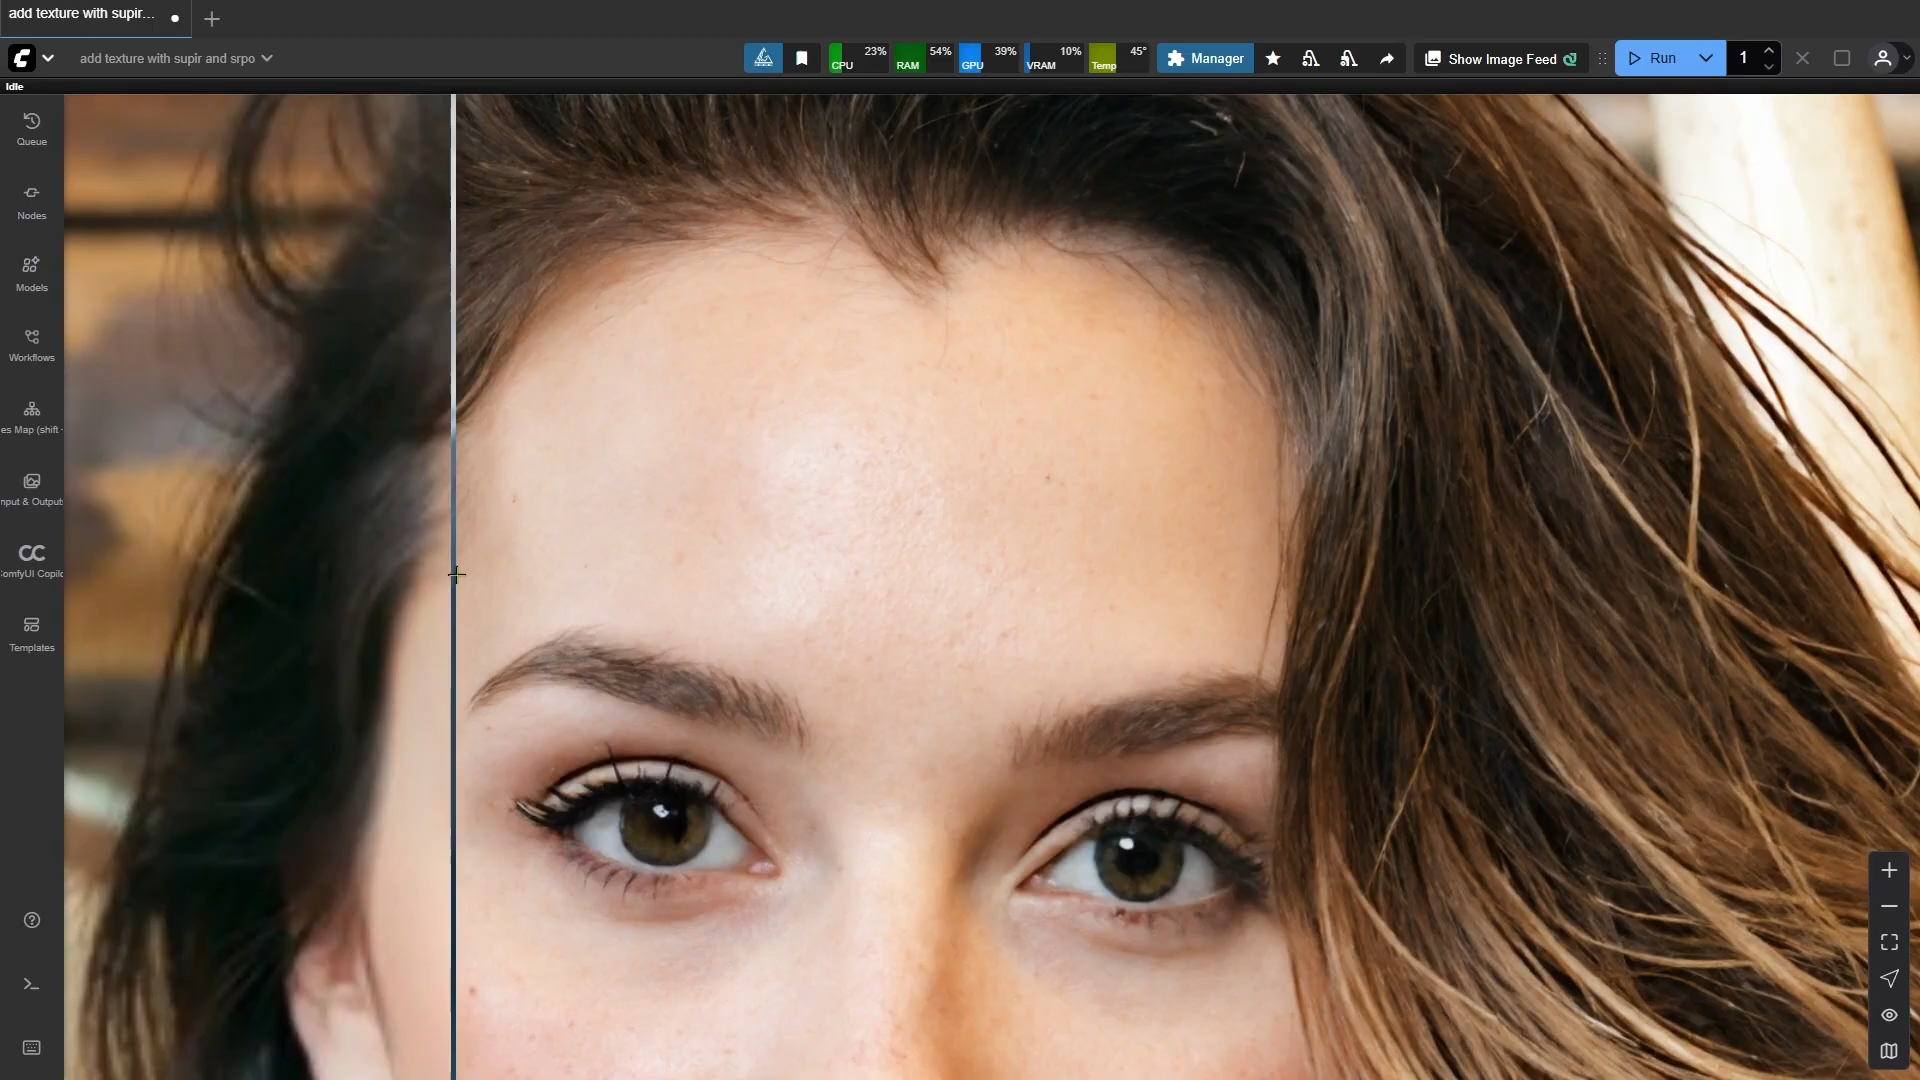 add texture with supir...
add texture with supir and srpo
23%
CPU
54%
RAM
39%
GPU
10%
VRAM
45°
Temp
Manager
Show Image Feed
Run
1
Idle
Queue
Nodes
Models
Workflows
es Map (shift
nput & Output
CC
omfyUI Copil
Templates